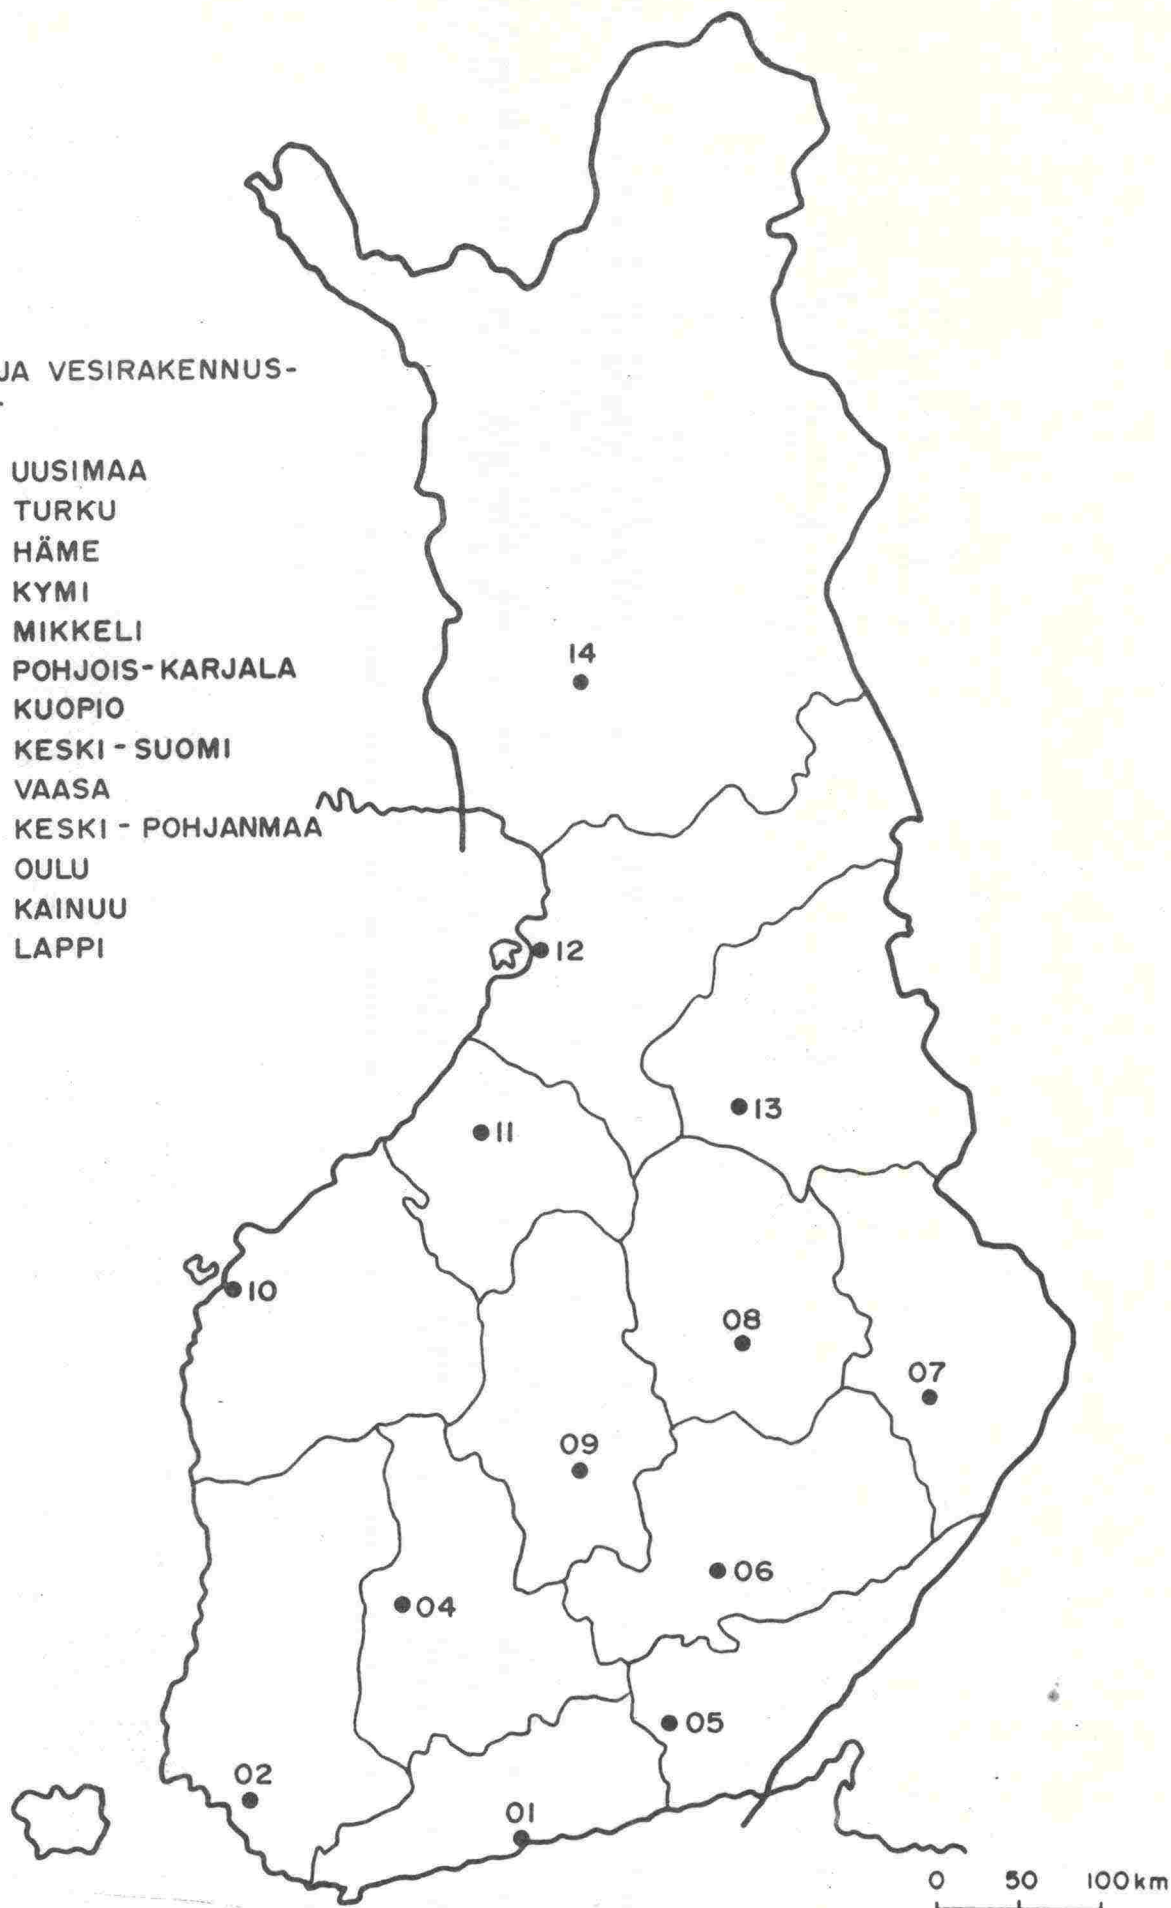 JA VESIRAKENNUS-
UUSIMAA
TURKU
HÄME
KYMI
MIKKELI
POHJOIS-KARJALA
KUOPIO
KESKI-SUOMI
VAASA
KESKI-POHJANMAA
OULU
KAINUU
LAPPI
14
12
13
11
10
08
07
09
06
04
05
02
01
0 50 100km